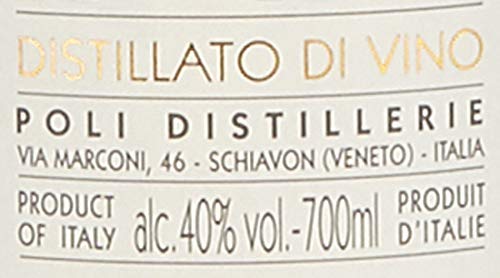 DISTILLATO DI VINO
POLI DISTILLERIE
VIA MARCONI, 46 - SCHIAVON (VENETO) - ITALIA
PRODUCT OF ITALY
alc.40% vol.-700ml
PRODUIT D'ITALIE